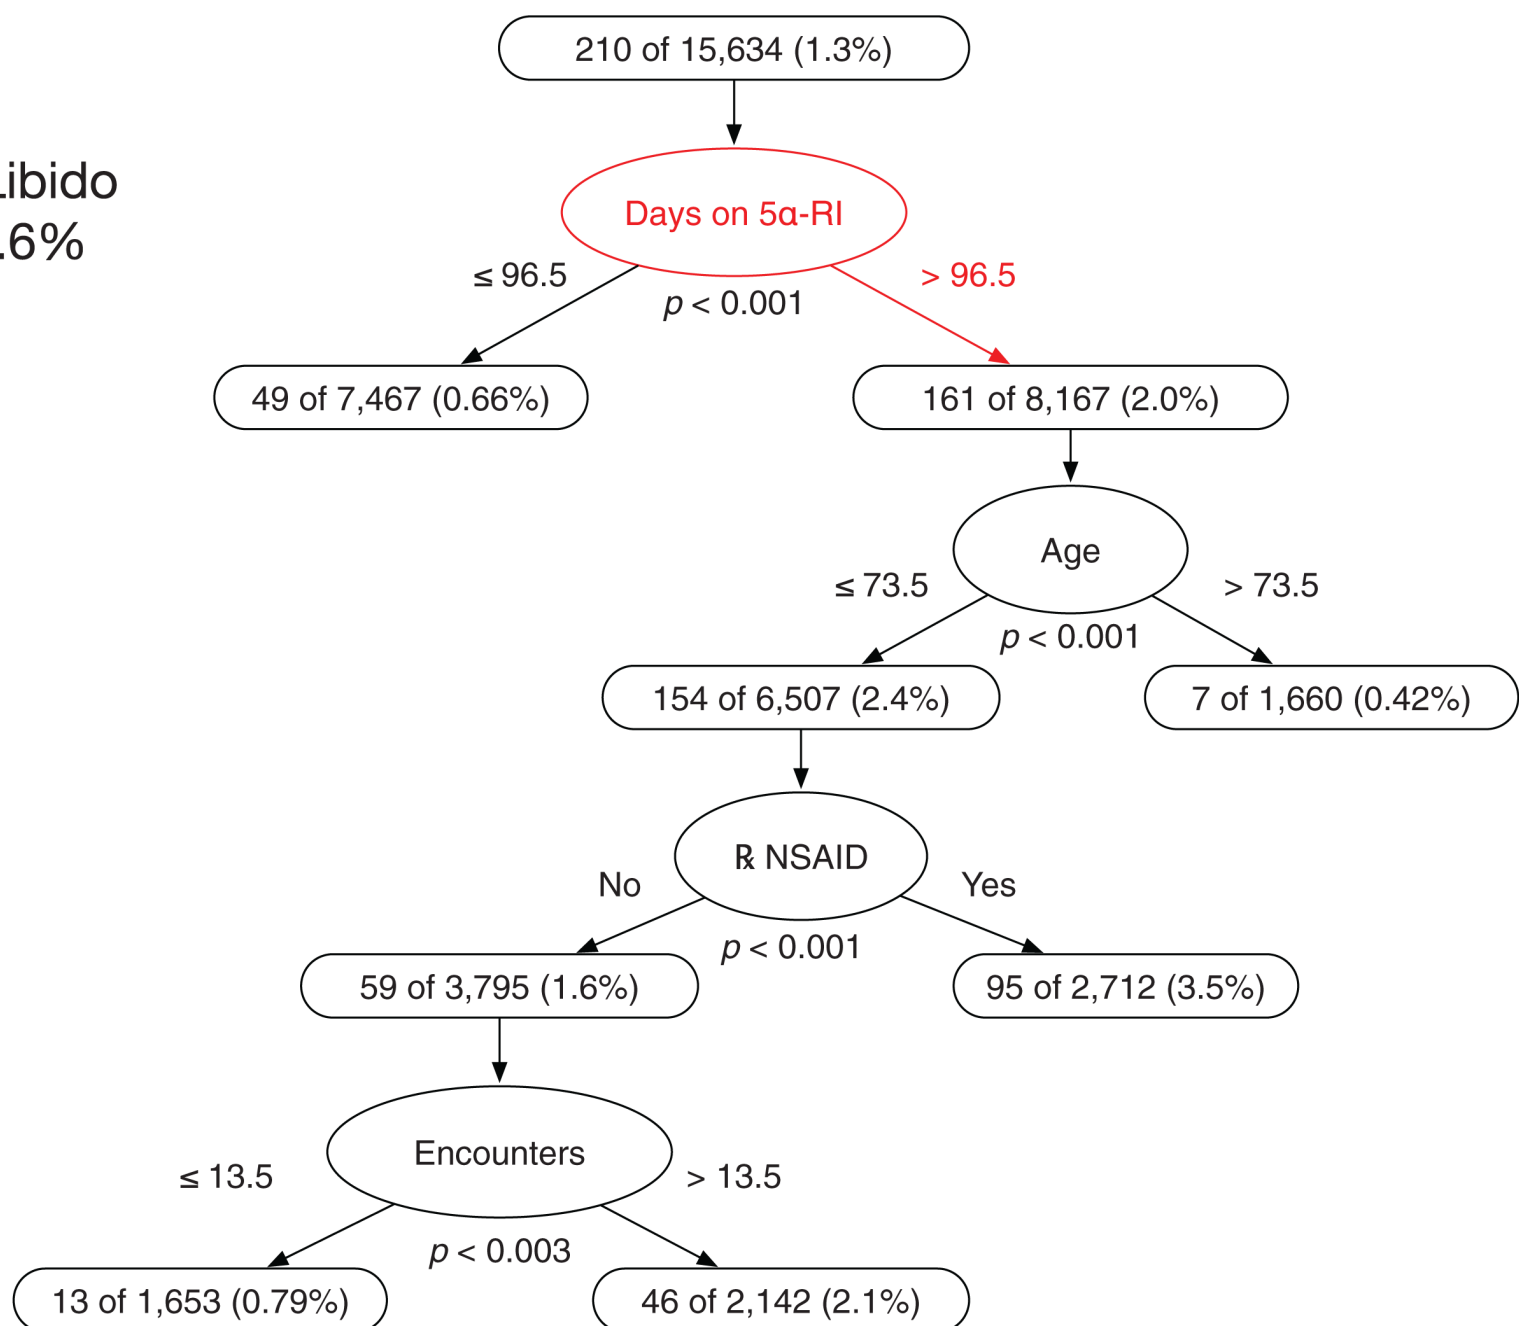 210 of 15,634 (1.3%)
Libido
.6%
Days on 5α-RI
≤ 96.5
> 96.5
p < 0.001
49 of 7,467 (0.66%)
161 of 8,167 (2.0%)
Age
≤ 73.5
> 73.5
p < 0.001
154 of 6,507 (2.4%)
7 of 1,660 (0.42%)
℞ NSAID
No
Yes
p < 0.001
59 of 3,795 (1.6%)
95 of 2,712 (3.5%)
Encounters
≤ 13.5
> 13.5
p < 0.003
13 of 1,653 (0.79%)
46 of 2,142 (2.1%)